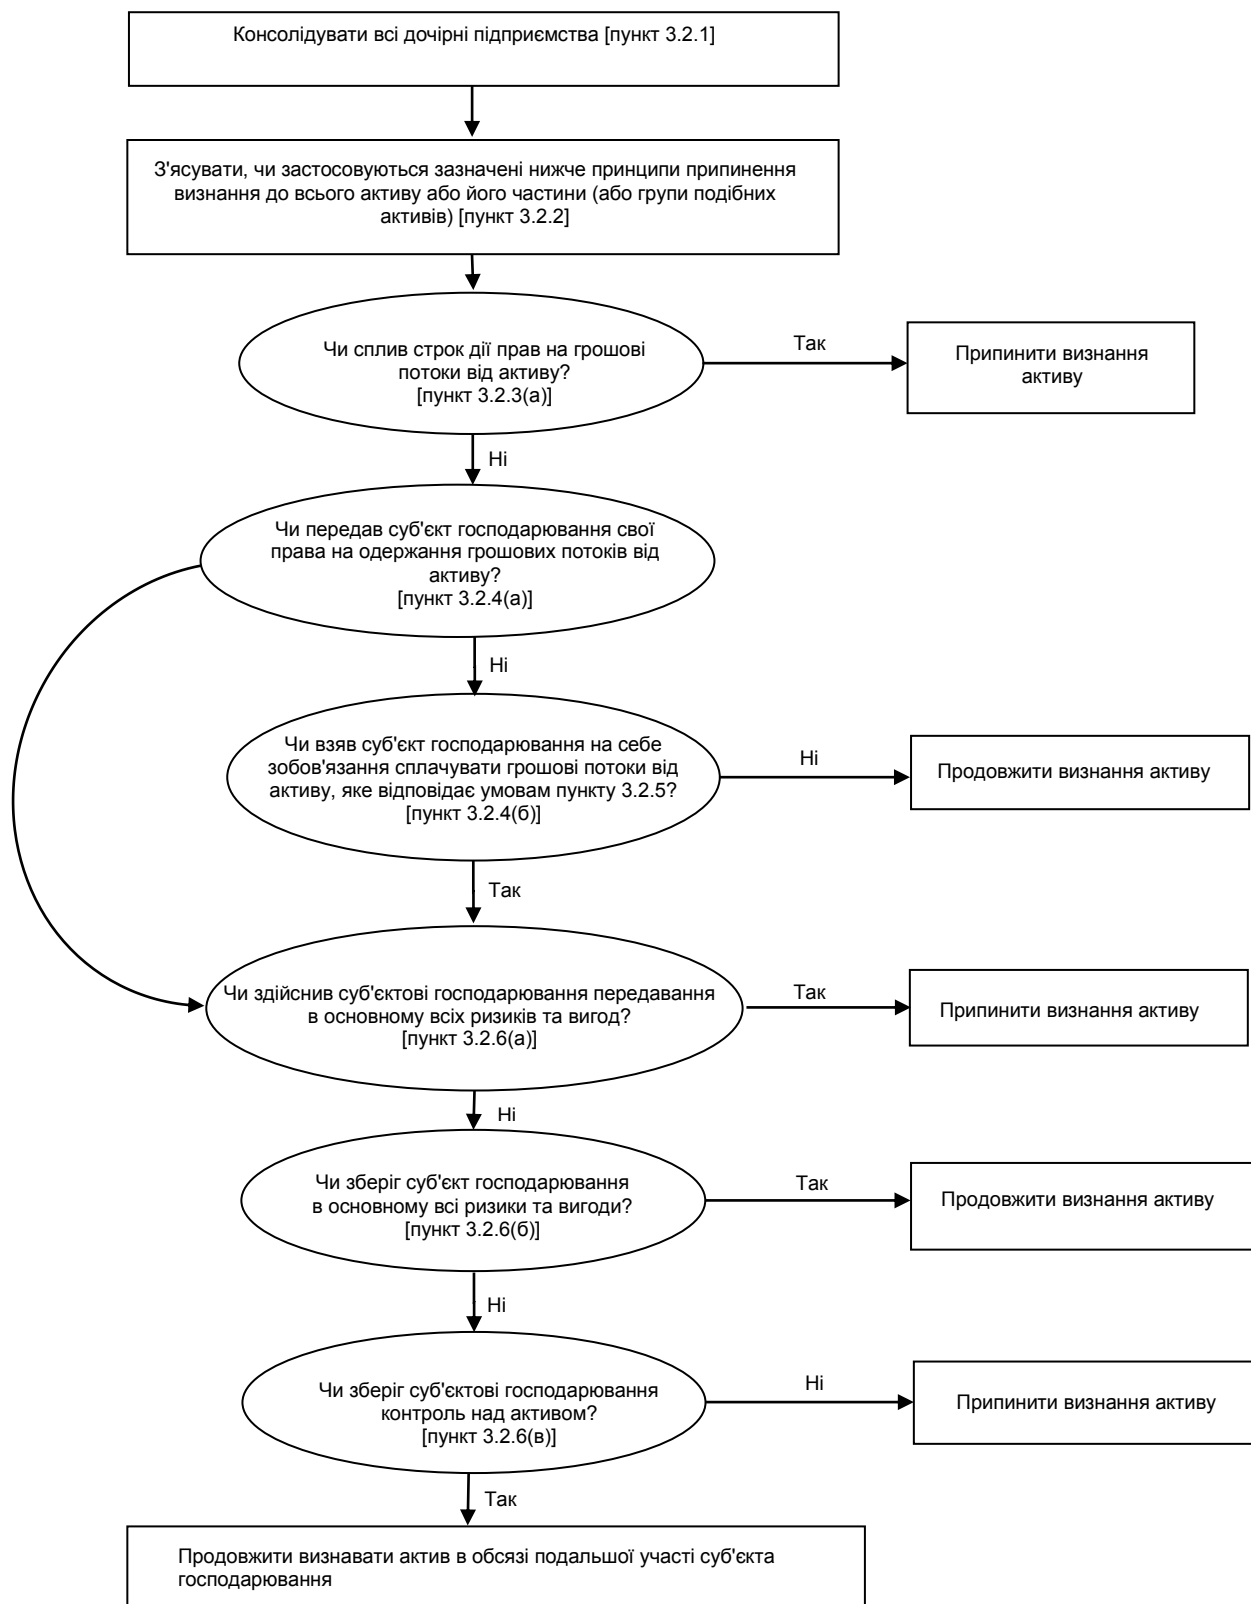 Консолідувати всі дочірні підприємства [пункт 3.2.1]
З'ясувати, чи застосовуються зазначені нижче принципи припинення
визнання до всього активу або його частини (або групи подібних
активів) [пункт 3.2.2]
Чи сплив строк дії прав на грошові
потоки від активу?
[пункт 3.2.3(а)]
Так
Припинити визнання
активу
Ні
Чи передав суб'єкт господарювання свої
права на одержання грошових потоків від
активу?
[пункт 3.2.4(а)]
Ні
Чи взяв суб'єкт господарювання на себе
зобов'язання сплачувати грошові потоки від
активу, яке відповідає умовам пункту 3.2.5?
[пункт 3.2.4(б)]
Ні
Продовжити визнання активу
Так
Чи здійснив суб'єктові господарювання передавання
в основному всіх ризиків та вигод?
[пункт 3.2.6(а)]
Так
Припинити визнання активу
Ні
Чи зберіг суб'єкт господарювання
в основному всі ризики та вигоди?
[пункт 3.2.6(б)]
Так
Продовжити визнання активу
Ні
Чи зберіг суб'єктові господарювання
контроль над активом?
[пункт 3.2.6(в)]
Ні
Припинити визнання активу
Так
Продовжити визнавати актив в обсязі подальшої участі суб'єкта
господарювання